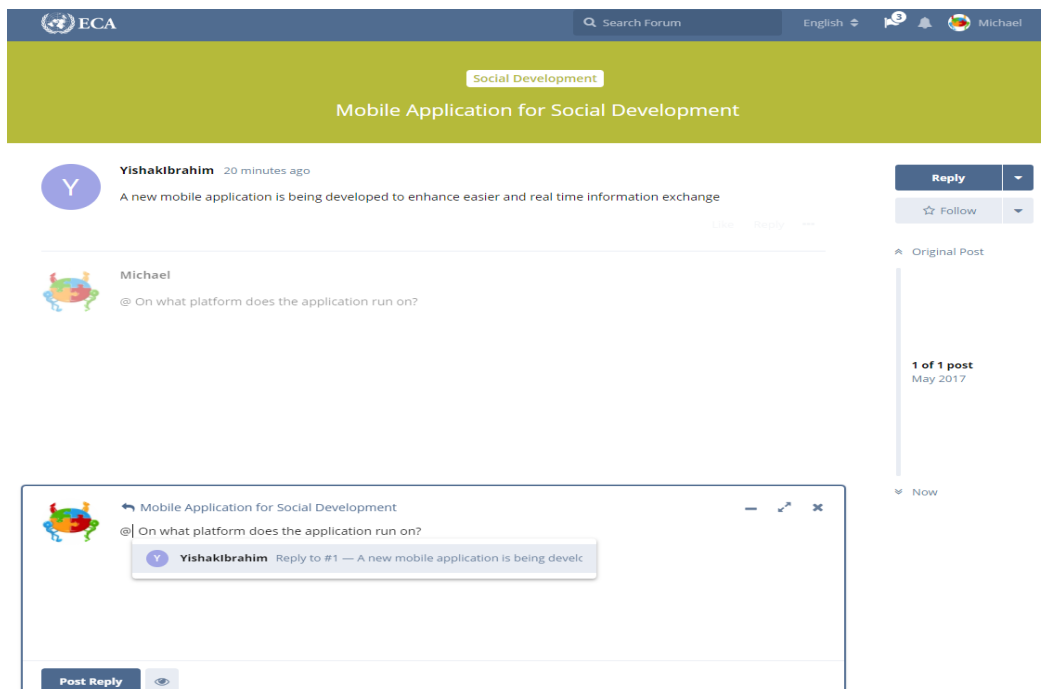 ECA
Search Forum
English
3
Michael
Social Development
Mobile Application for Social Development
Y
YishakIbrahim 20 minutes ago
A new mobile application is being developed to enhance easier and real time information exchange
Like Reply
Reply
Follow
Original Post
Michael
@ On what platform does the application run on?
1 of 1 post
May 2017
Now
Mobile Application for Social Development
@ On what platform does the application run on?
Y YishakIbrahim Reply to #1 — A new mobile application is being develo
Post Reply